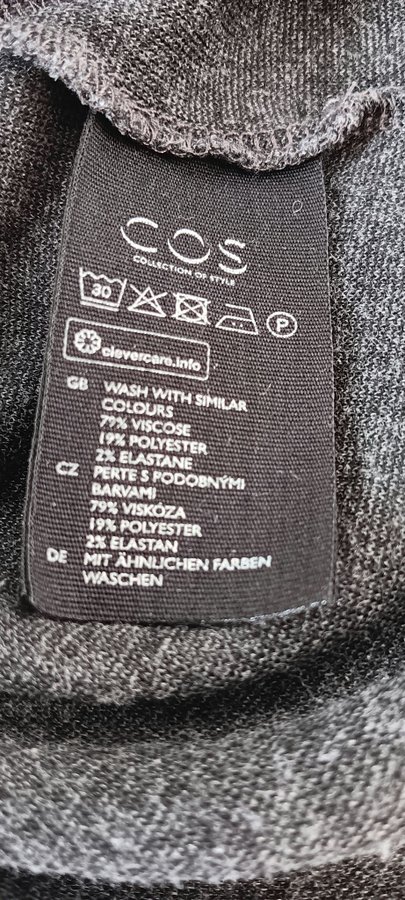 COS
COLLECTION OF STYLE
30
P
clevercare.info
GB WASH WITH SIMILAR
COLOURS
79% VISCOSE
19% POLYESTER
2% ELASTANE
CZ PERTE S PODOBNÝMI
BARVAMI
79% VISKÓZA
19% POLYESTER
2% ELASTAN
DE MIT ÄHNLICHEN FARBEN
WASCHEN